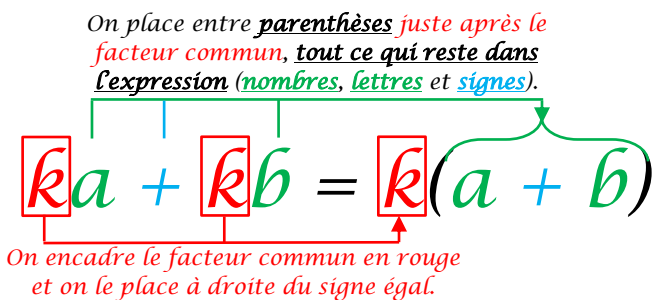 On place entre parenthèses juste après le
facteur commun, tout ce qui reste dans
l'expression (nombres, lettres et signes).
ka + kb = k(a + b)
On encadre le facteur commun en rouge
et on le place à droite du signe égal.